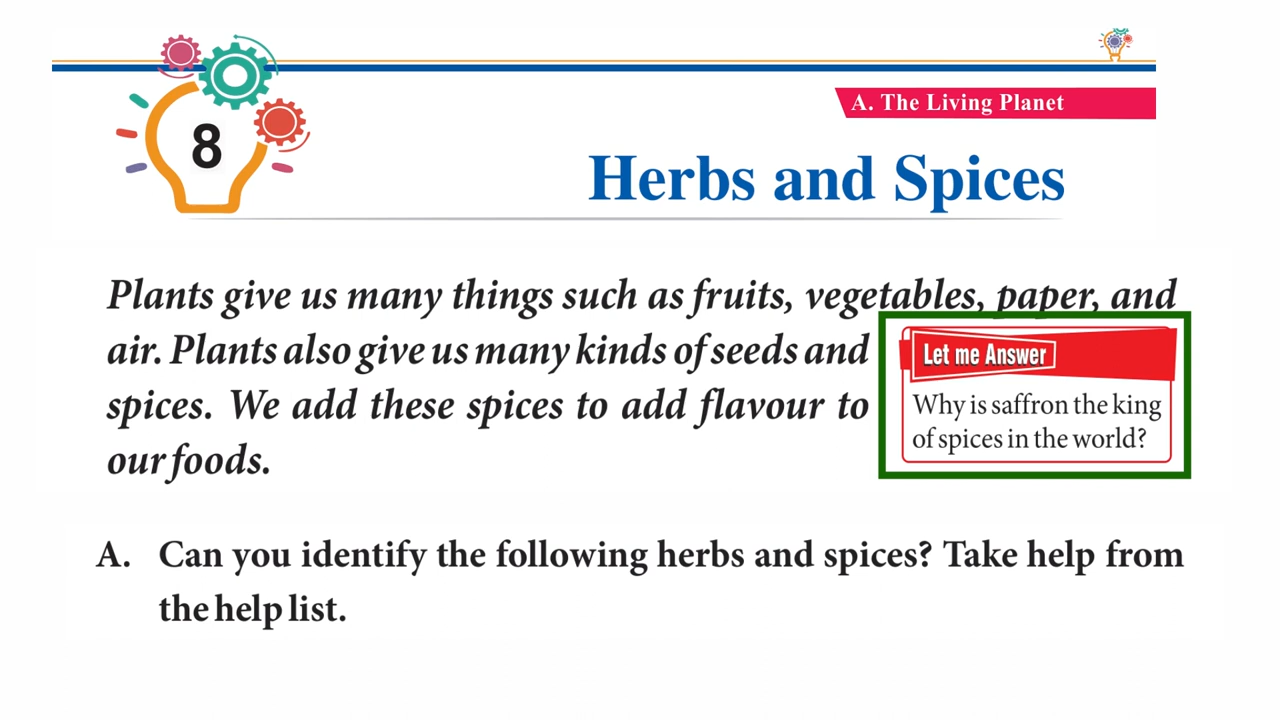 8
A. The Living Planet
Herbs and Spices
Plants give us many things such as fruits, vegetables, paper, and
air. Plants also give us many kinds of seeds and
spices. We add these spices to add flavour to
our foods.
Let me Answer
Why is saffron the king
of spices in the world?
A. Can you identify the following herbs and spices? Take help from
the help list.